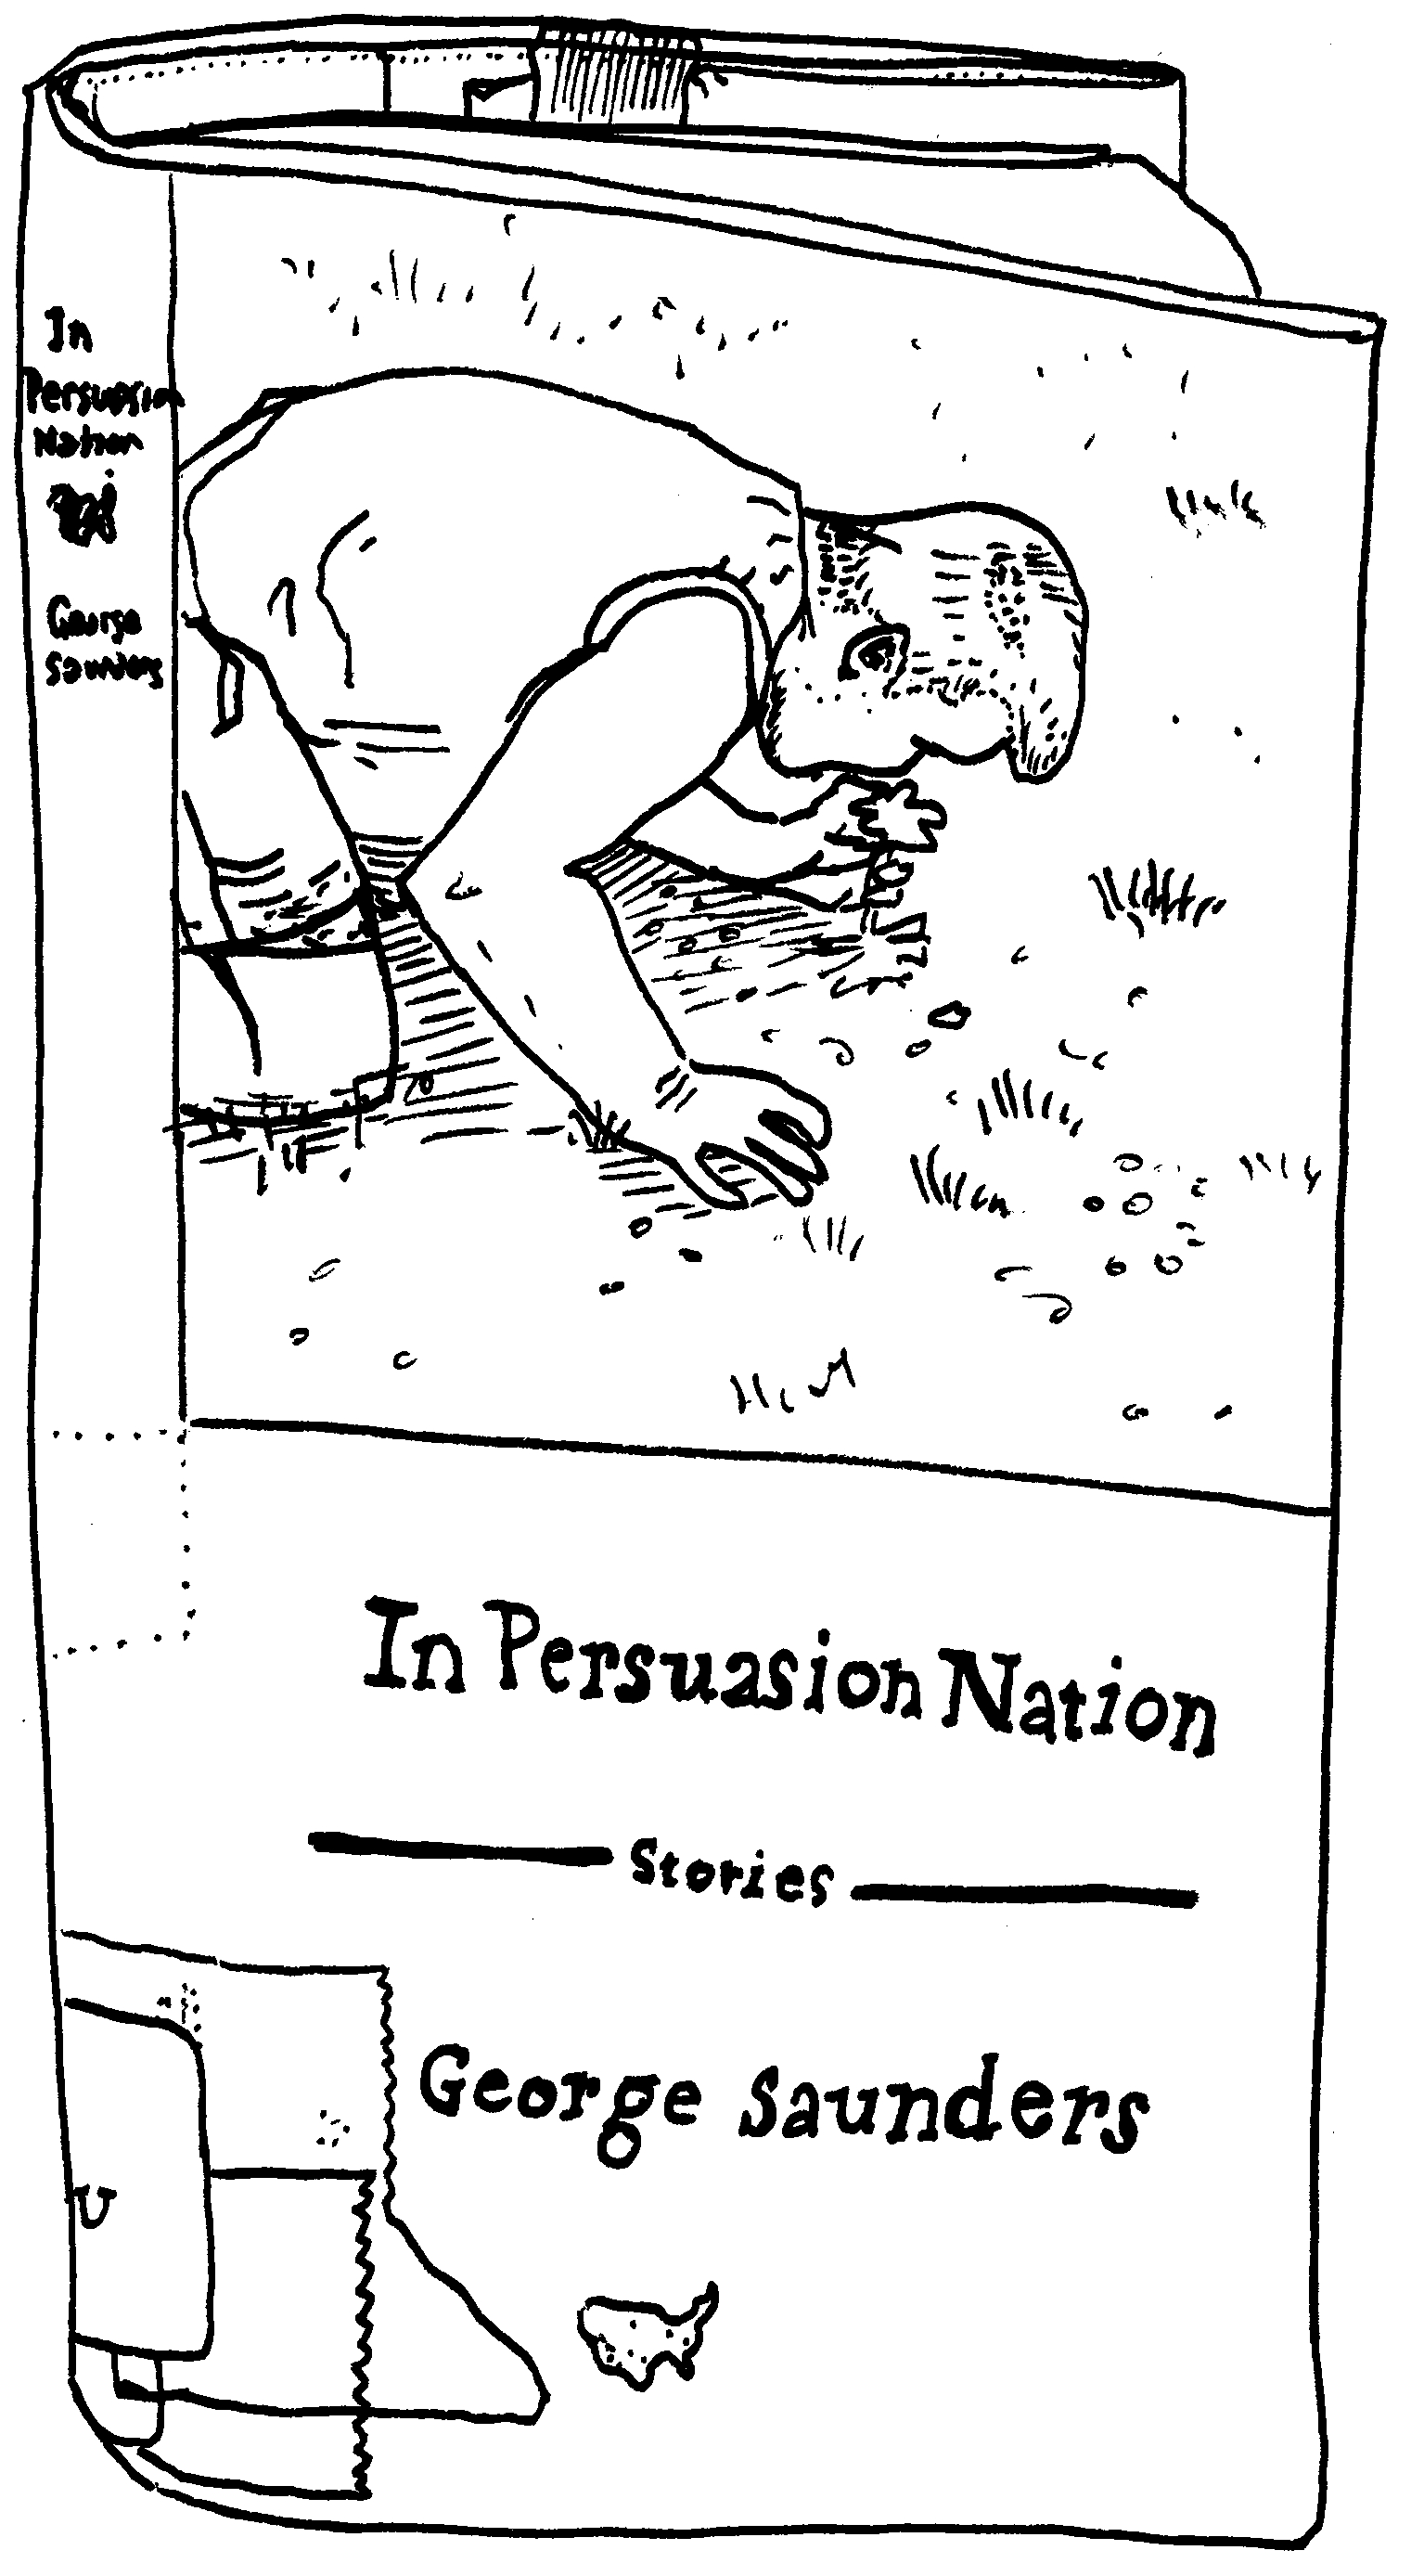 In
Persuasion
Nation
George
Saunders
In Persuasion Nation
Stories
George Saunders
U